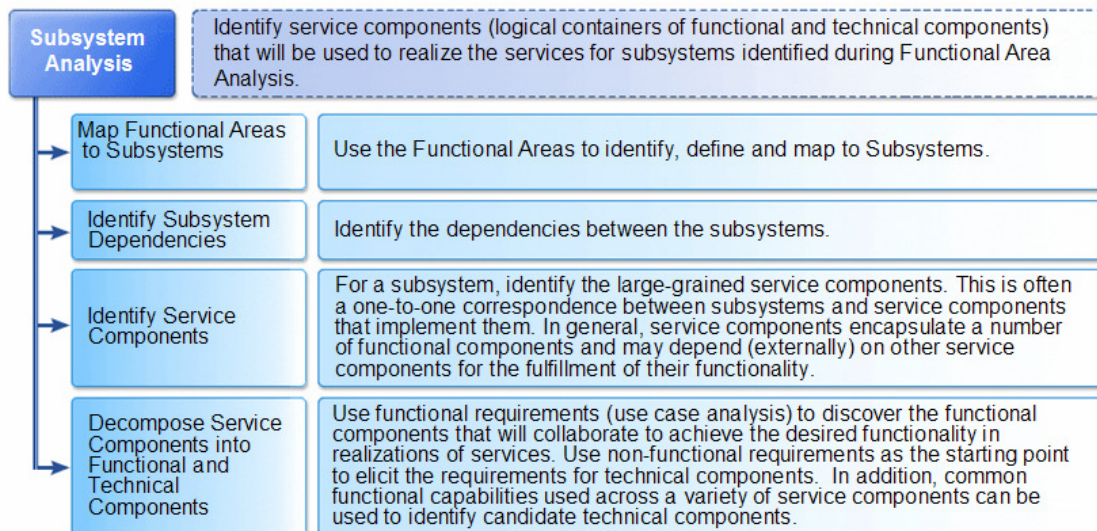 Subsystem
Analysis
Identify service components (logical containers of functional and technical components)
that will be used to realize the services for subsystems identified during Functional Area
Analysis.
Map Functional Areas
to Subsystems
Use the Functional Areas to identify, define and map to Subsystems.
Identify Subsystem
Dependencies
Identify the dependencies between the subsystems.
Identify Service
Components
For a subsystem, identify the large-grained service components. This is often
a one-to-one correspondence between subsystems and service components
that implement them. In general, service components encapsulate a number
of functional components and may depend (externally) on other service
components for the fulfillment of their functionality.
Decompose Service
Components into
Functional and
Technical
Components
Use functional requirements (use case analysis) to discover the functional
components that will collaborate to achieve the desired functionality in
realizations of services. Use non-functional requirements as the starting point
to elicit the requirements for technical components.  In addition, common
functional capabilities used across a variety of service components can be
used to identify candidate technical components.